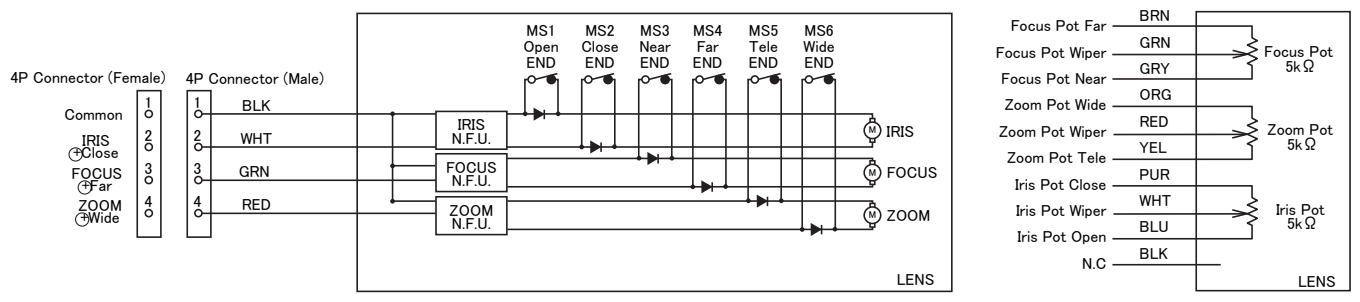 MS1 MS2 MS3 MS4 MS5 MS6
Open Close Near Far Tele Wide
END END END END END END
4P Connector (Female)
4P Connector (Male)
Common
IRIS
+Close
FOCUS
+Far
ZOOM
+Wide
1
2
3
4
1
2
3
4
BLK
WHT
GRN
RED
IRIS
N.F.U.
FOCUS
N.F.U.
ZOOM
N.F.U.
M IRIS
M FOCUS
M ZOOM
LENS
Focus Pot Far BRN
Focus Pot Wiper GRN
Focus Pot Near GRY
Focus Pot
5kΩ
Zoom Pot Wide ORG
Zoom Pot Wiper RED
Zoom Pot Tele YEL
Zoom Pot
5kΩ
Iris Pot Close PUR
Iris Pot Wiper WHT
Iris Pot Open BLU
Iris Pot
5kΩ
N.C BLK
LENS